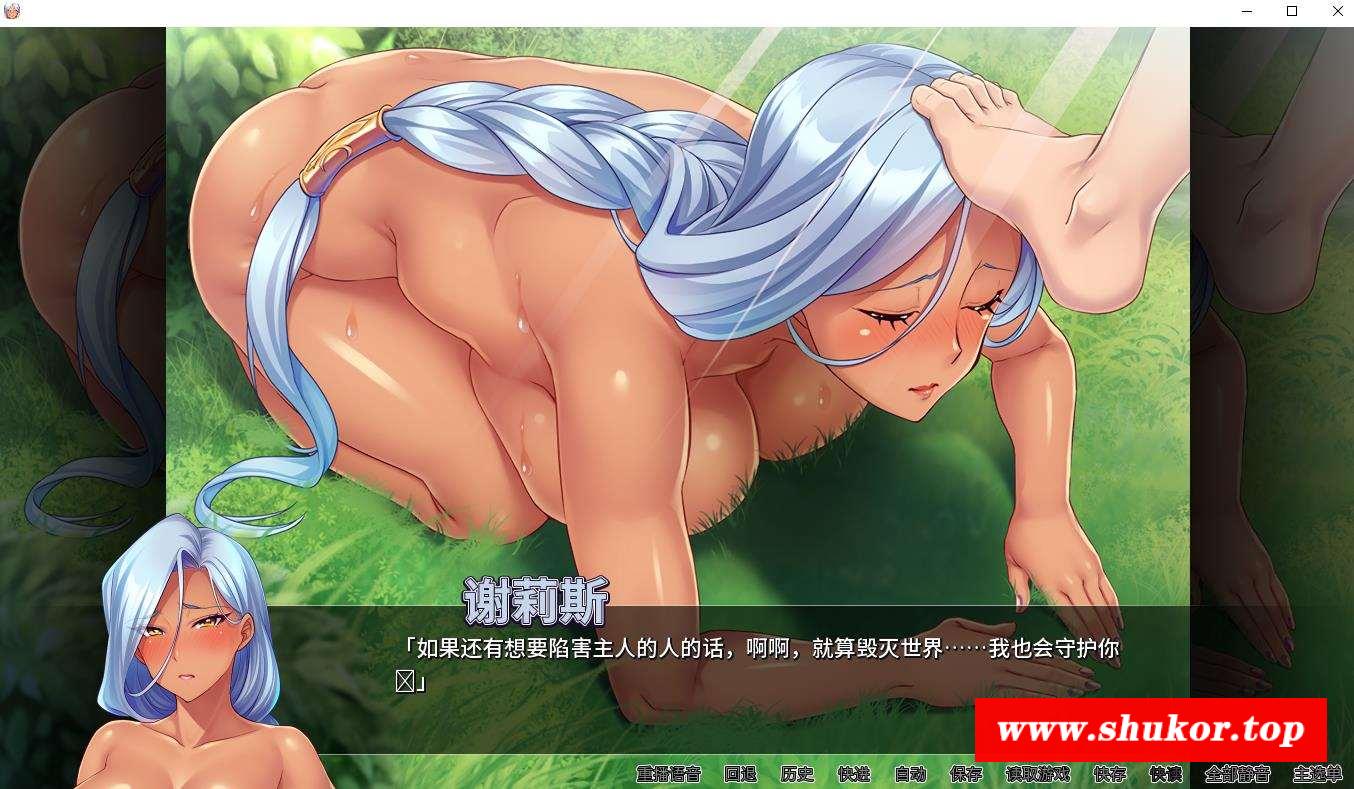 谢莉斯
「如果还有想要陷害主人的人的话，啊啊，就算毁灭世界……我也会守护你
」
www.shukor.top
重播语音 回退 历史 快进 自动 保存 读取游戏 快存 快读 全部静音 主选单